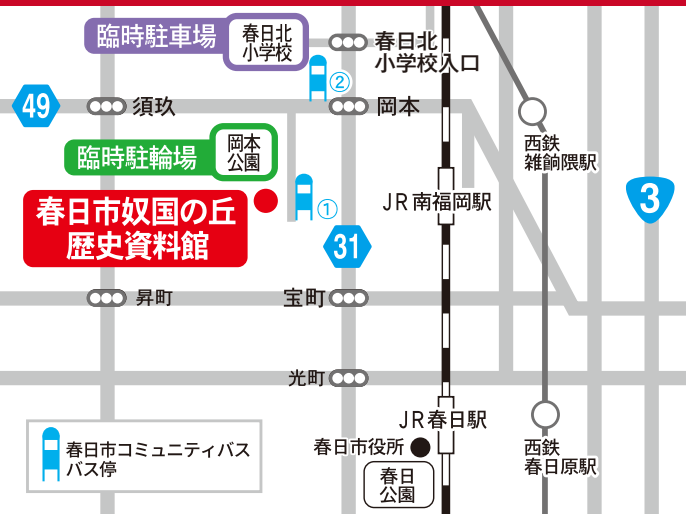 臨時駐車場
春日北
小学校
春日北
小学校入口
②
49
須玖
岡本
臨時駐輪場
岡本
公園
西鉄
雑餉隈駅
3
春日市奴国の丘
歴史資料館
①
JR南福岡駅
31
昇町
宝町
光町
JR春日駅
春日市役所
春日
公園
西鉄
春日原駅
春日市コミュニティバス
バス停